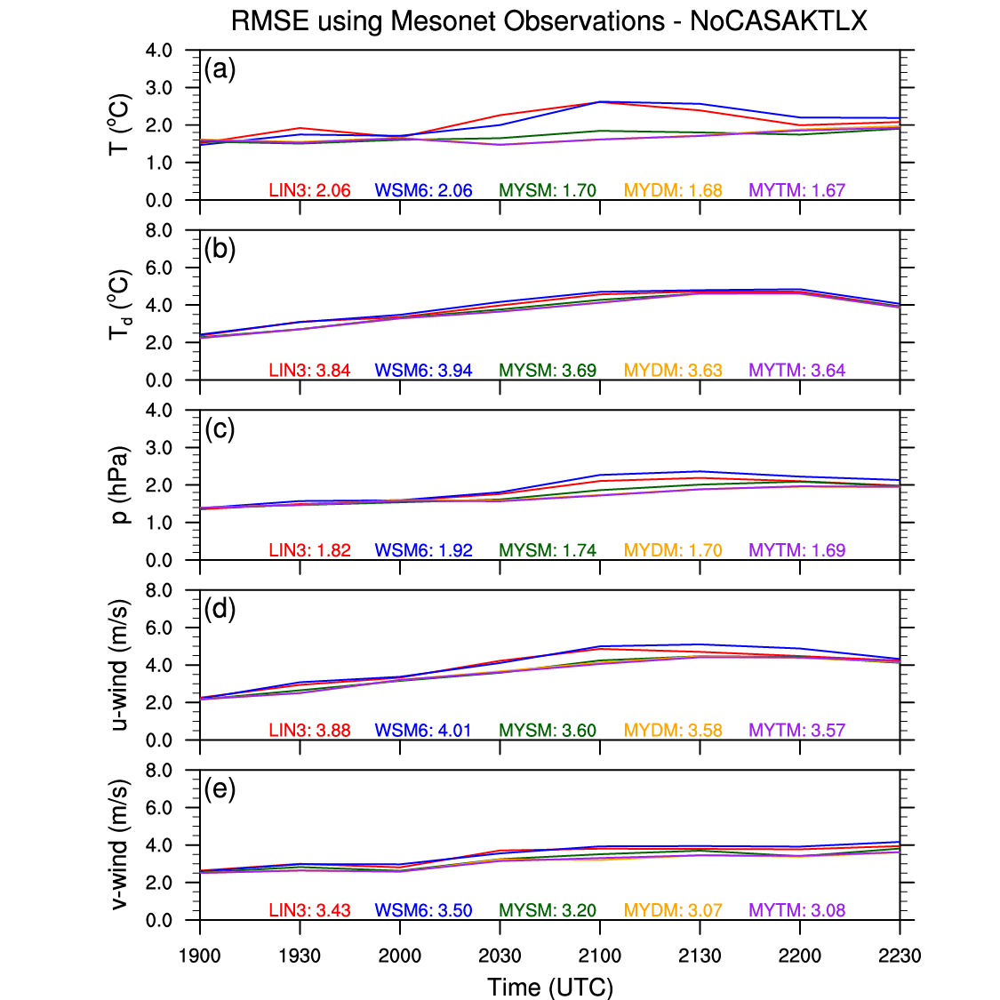 RMSE using Mesonet Observations - NoCASAKTLX
(a)
T (°C)
4.0
3.0
2.0
1.0
0.0
LIN3: 2.06 WSM6: 2.06 MYSM: 1.70 MYDM: 1.68 MYTM: 1.67
(b)
Td (°C)
8.0
6.0
4.0
2.0
0.0
LIN3: 3.84 WSM6: 3.94 MYSM: 3.69 MYDM: 3.63 MYTM: 3.64
(c)
p (hPa)
4.0
3.0
2.0
1.0
0.0
LIN3: 1.82 WSM6: 1.92 MYSM: 1.74 MYDM: 1.70 MYTM: 1.69
(d)
u-wind (m/s)
8.0
6.0
4.0
2.0
0.0
LIN3: 3.88 WSM6: 4.01 MYSM: 3.60 MYDM: 3.58 MYTM: 3.57
(e)
v-wind (m/s)
8.0
6.0
4.0
2.0
0.0
LIN3: 3.43 WSM6: 3.50 MYSM: 3.20 MYDM: 3.07 MYTM: 3.08
1900 1930 2000 2030 2100 2130 2200 2230
Time (UTC)